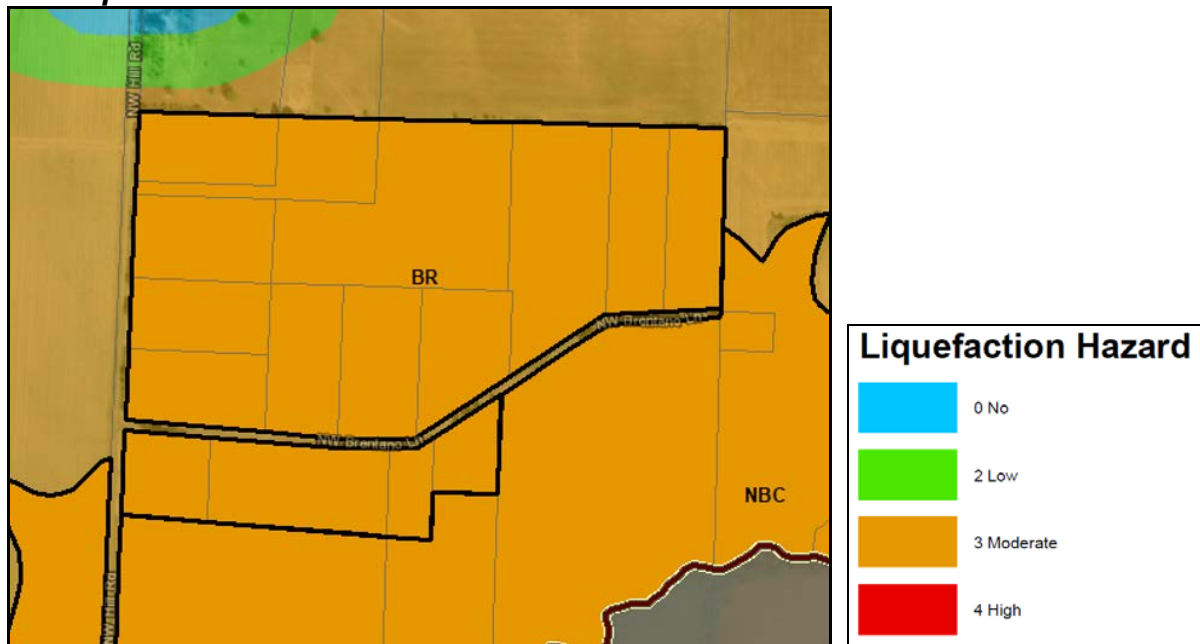 NW Hill Rd
BR
NW Brentano Ln
NW Brentano Ln
NBC
NW Hill Rd
Liquefaction Hazard
0 No
2 Low
3 Moderate
4 High